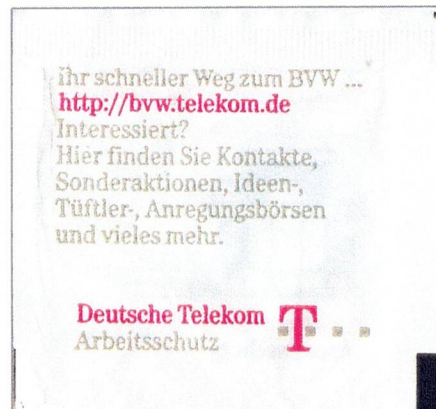 ihr schneller Weg zum BVW ...
http://bvw.telekom.de
Interessiert?
Hier finden Sie Kontakte,
Sonderaktionen, Ideen-,
Tüftler-, Anregungsbörsen
und vieles mehr.
Deutsche Telekom T
Arbeitsschutz